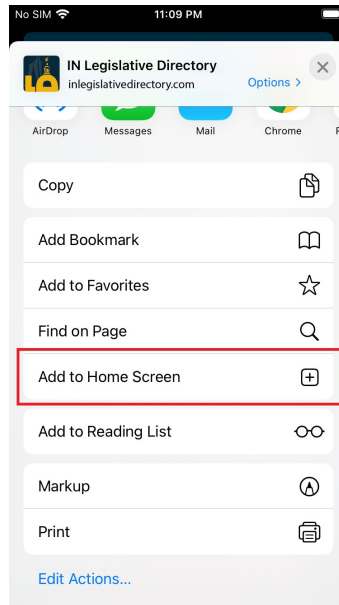 No SIM 11:09 PM
IN Legislative Directory
inlegislativedirectory.com Options >
AirDrop Messages Mail Chrome
Copy
Add Bookmark
Add to Favorites
Find on Page
Add to Home Screen
Add to Reading List
Markup
Print
Edit Actions...